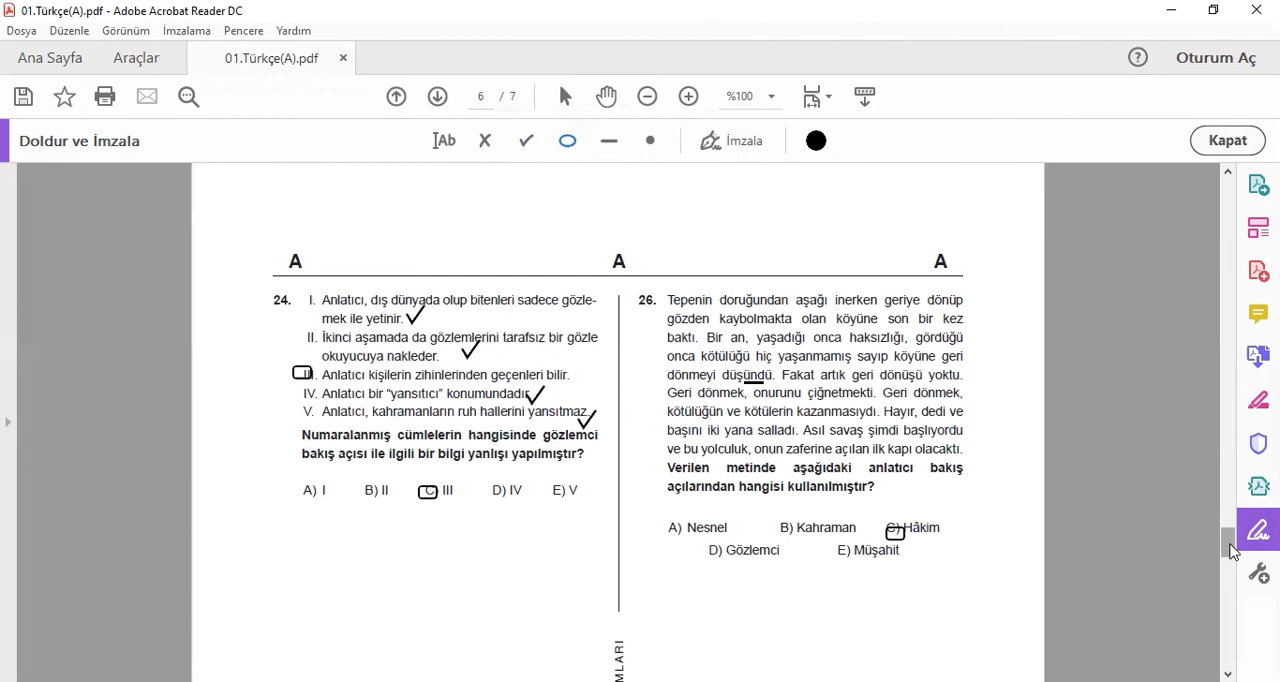 01.Türkçe(A).pdf - Adobe Acrobat Reader DC
Dosya Düzenle Görünüm İmzalama Pencere Yardım
Ana Sayfa Araçlar 01.Türkçe(A).pdf × ? Oturum Aç
6 / 7 %100
Doldur ve İmzala Ab İmzala Kapat
A A A
24. I. Anlatıcı, dış dünyada olup bitenleri sadece gözle-
mek ile yetinir.
II. İkinci aşamada da gözlemlerini tarafsız bir gözle
okuyucuya nakleder.
III. Anlatıcı kişilerin zihinlerinden geçenleri bilir.
IV. Anlatıcı bir “yansıtıcı” konumundadır.
V. Anlatıcı, kahramanların ruh hallerini yansıtmaz.
Numaralanmış cümlelerin hangisinde gözlemci
bakış açısı ile ilgili bir bilgi yanlışı yapılmıştır?
A) I B) II C) III D) IV E) V
26. Tepenin doruğundan aşağı inerken geriye dönüp
gözden kaybolmakta olan köyüne son bir kez
baktı. Bir an, yaşadığı onca haksızlığı, gördüğü
onca kötülüğü hiç yaşanmamış sayıp köyüne geri
dönmeyi düşündü. Fakat artık geri dönüşü yoktu.
Geri dönmek, onurunu çiğnetmekti. Geri dönmek,
kötülüğün ve kötülerin kazanmasıydı. Hayır, dedi ve
başını iki yana salladı. Asıl savaş şimdi başlıyordu
ve bu yolculuk, onun zaferine açılan ilk kapı olacaktı.
Verilen metinde aşağıdaki anlatıcı bakış
açılarından hangisi kullanılmıştır?
A) Nesnel B) Kahraman C) Hâkim
D) Gözlemci E) Müşahit
MLARI